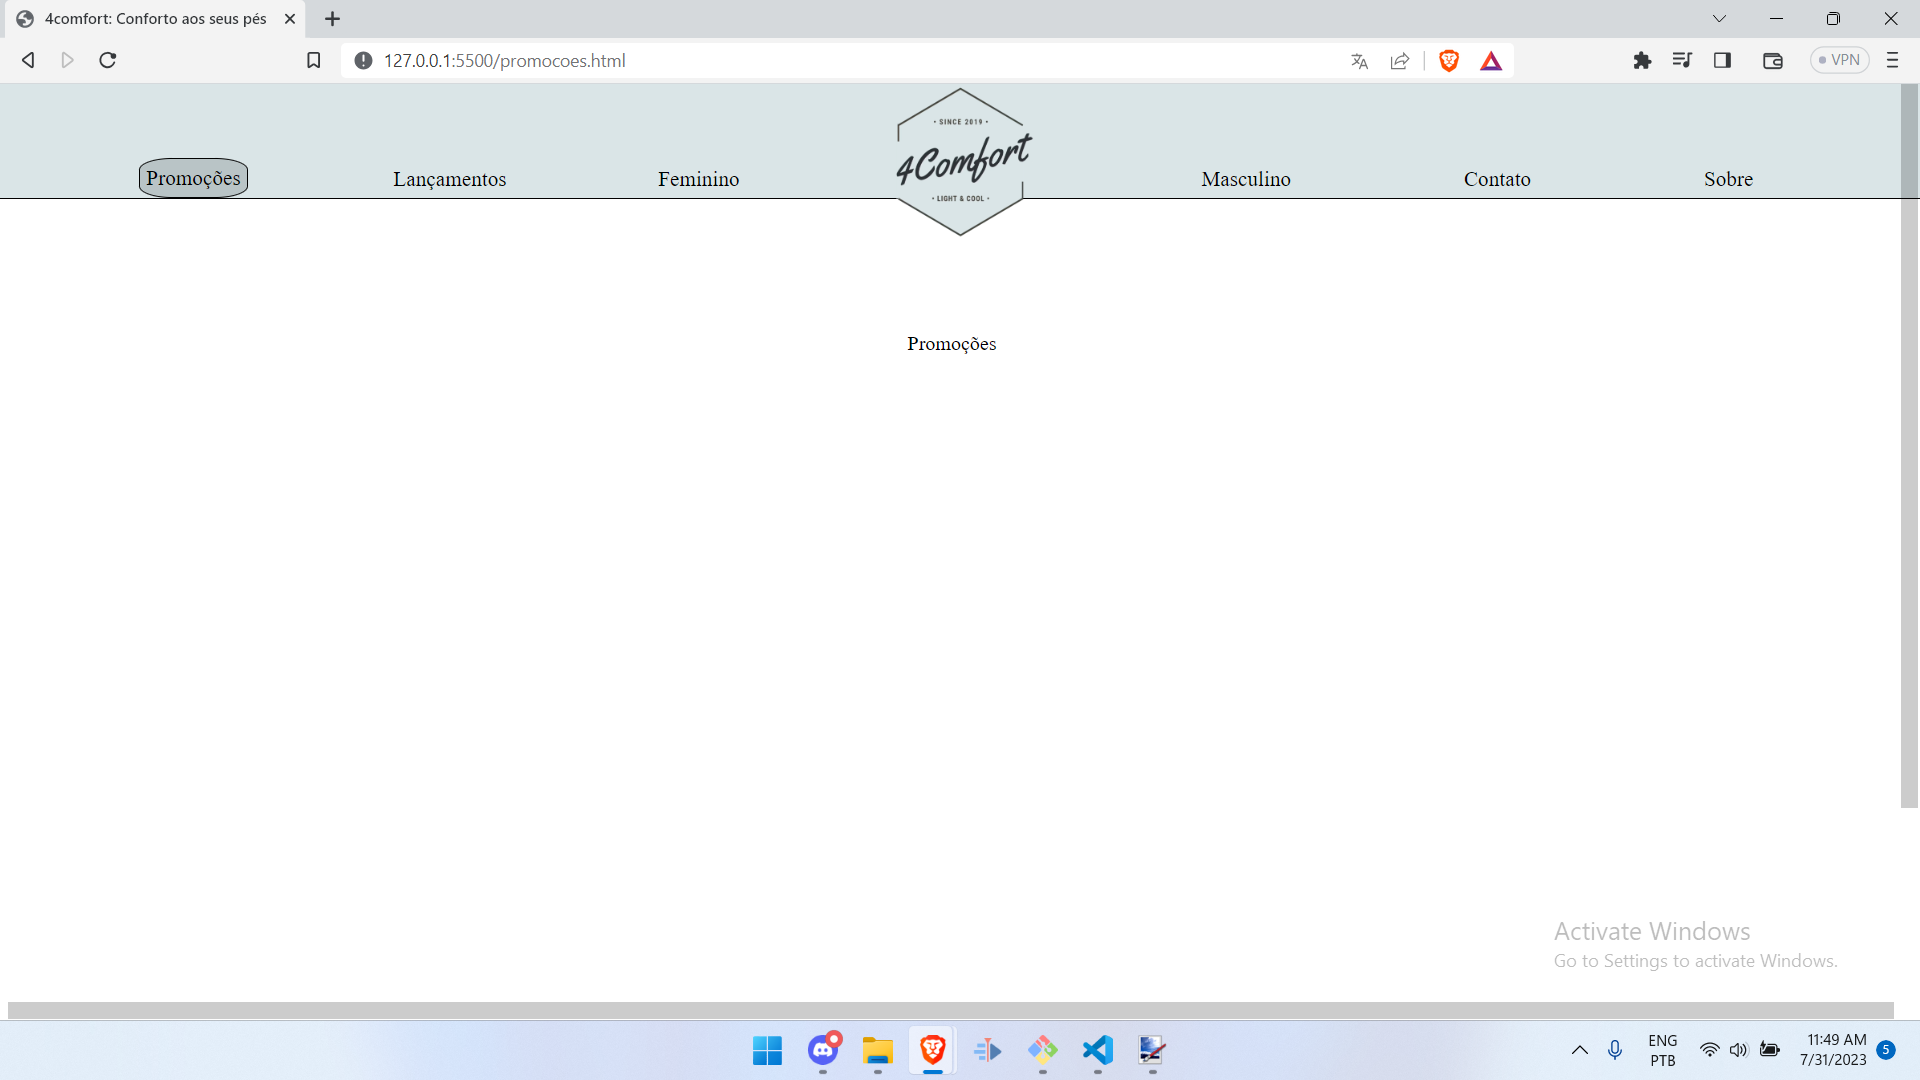 4comfort: Conforto aos seus pés
127.0.0.1:5500/promocoes.html
VPN
• SINCE 2019 •
4Comfort
• LIGHT & COOL •
Promoções
Lançamentos
Feminino
Masculino
Contato
Sobre
Promoções
Activate Windows
Go to Settings to activate Windows.
ENG
PTB
11:49 AM
7/31/2023
5